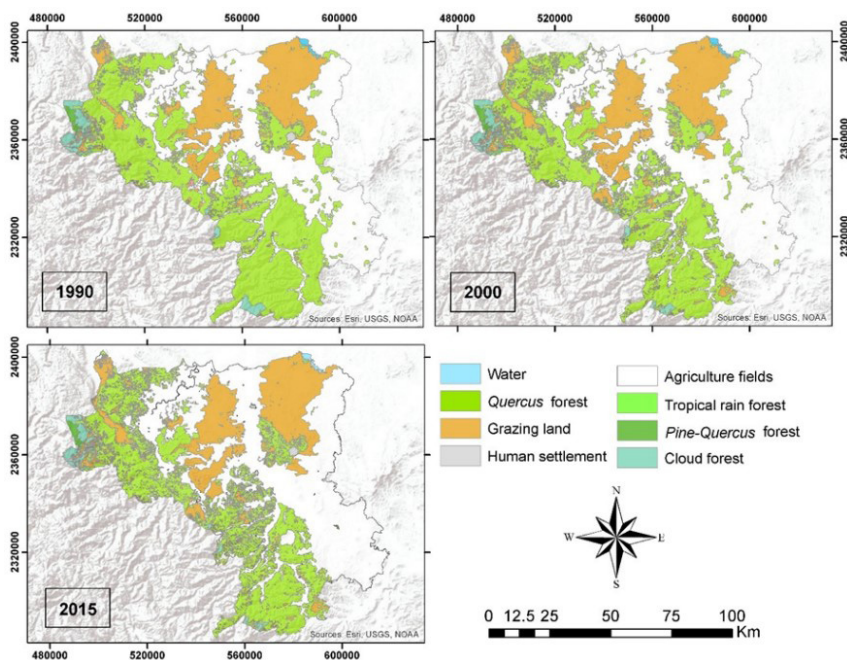 480000 520000 560000 600000
480000 520000 560000 600000
2400000
2360000
2320000
1990
Sources: Esri, USGS, NOAA
2400000
2360000
2320000
2000
Sources: Esri, USGS, NOAA
2400000
2360000
2320000
2015
Sources: Esri, USGS, NOAA
480000 520000 560000 600000
Water
Quercus forest
Grazing land
Human settlement
Agriculture fields
Tropical rain forest
Pine-Quercus forest
Cloud forest
N
W E
S
0 12.5 25 50 75 100
Km